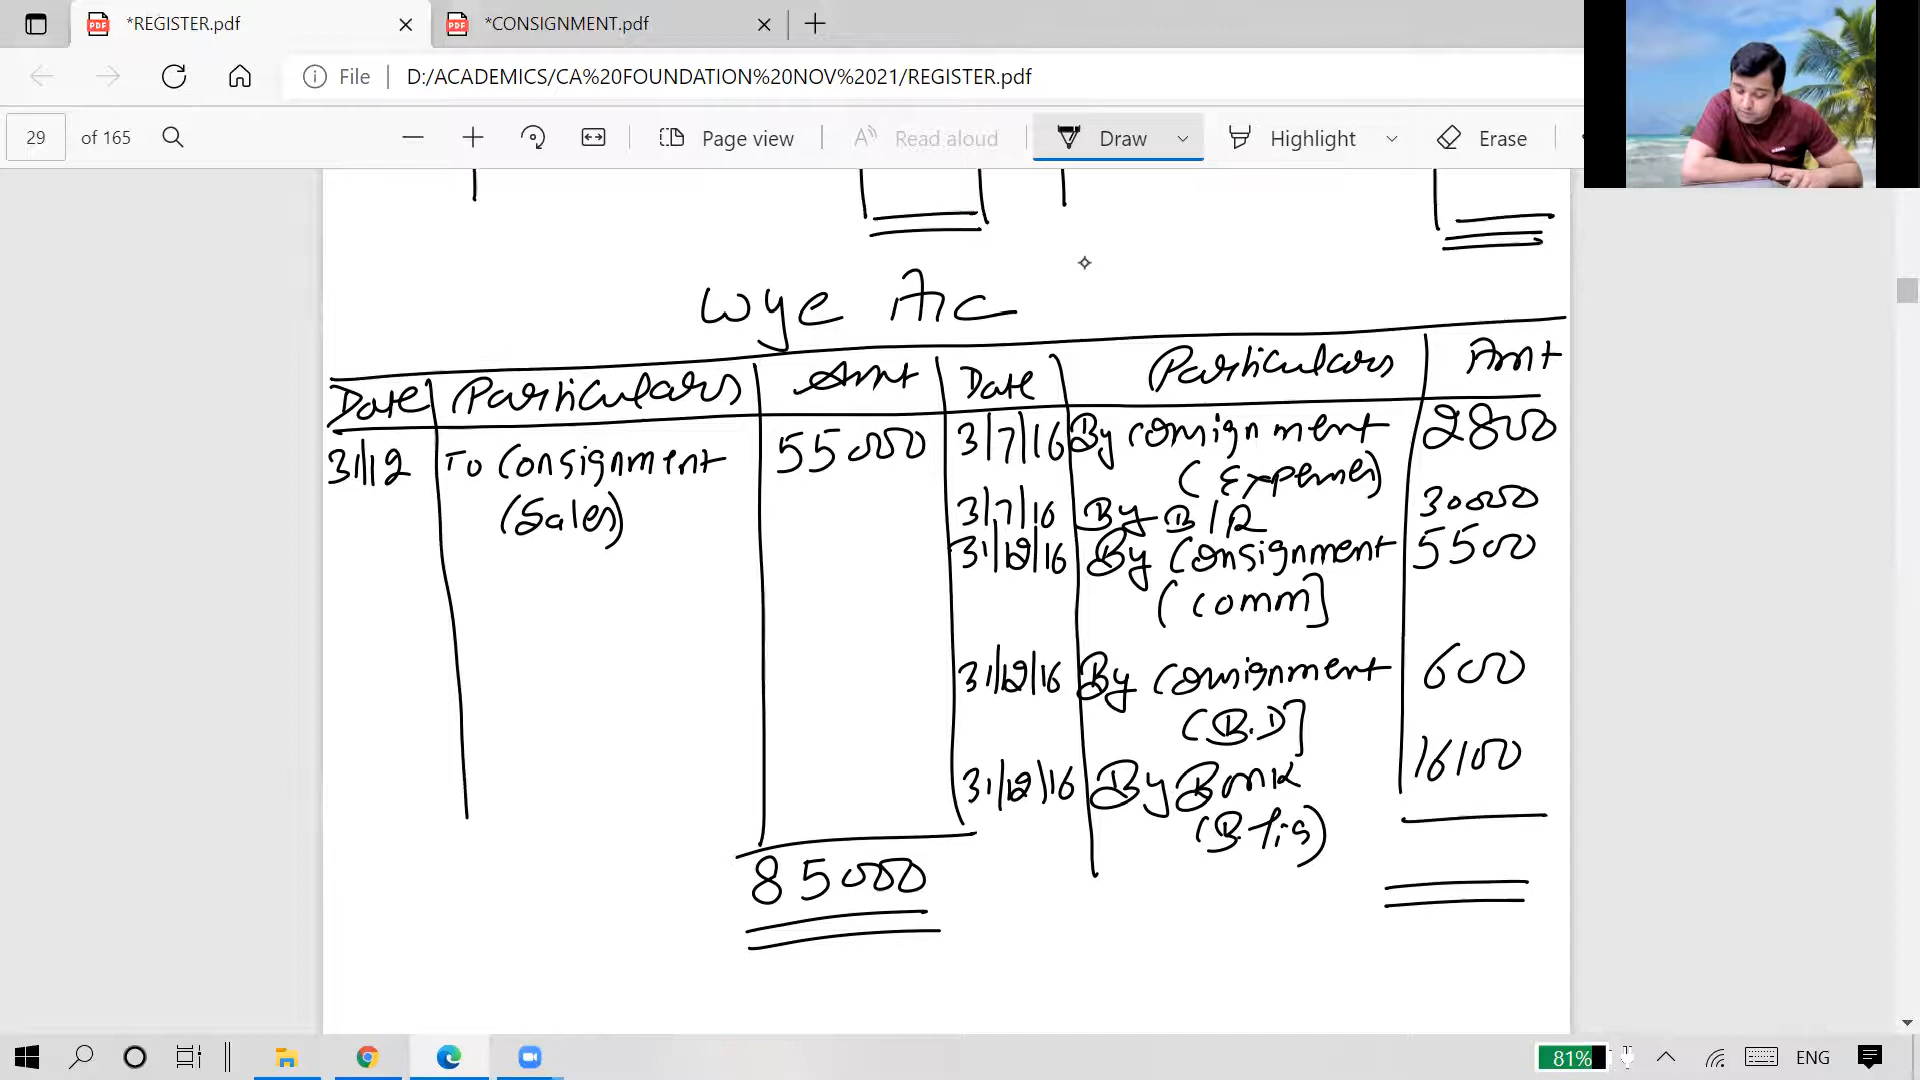 *REGISTER.pdf
*CONSIGNMENT.pdf
File D:/ACADEMICS/CA%20FOUNDATION%20NOV%2021/REGISTER.pdf
29 of 165 Page view Read aloud Draw Highlight Erase
Wye A/c
Date Particulars Amt Date Particulars Amt
31/12 To Consignment 55000 3/7/16 By Consignment 2800
(Sales) (Expenses)
3/7/16 By B/R 30000
31/12/16 By Consignment 5500
(Comm]
31/12/16 By Consignment 600
(B.D]
31/12/16 By Bank 16100
(B.fig)
85000
81% ENG